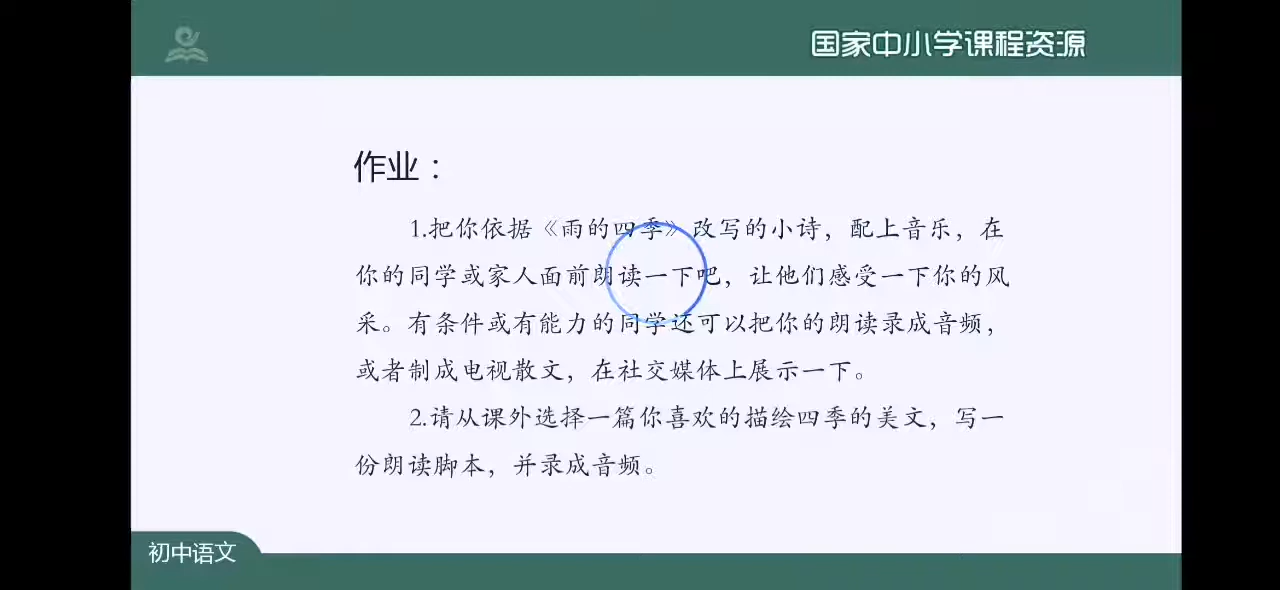 国家中小学课程资源
作业：
1.把你依据《雨的四季》改写的小诗，配上音乐，在
你的同学或家人面前朗读一下吧，让他们感受一下你的风
采。有条件或有能力的同学还可以把你的朗读录成音频，
或者制成电视散文，在社交媒体上展示一下。
2.请从课外选择一篇你喜欢的描绘四季的美文，写一
份朗读脚本，并录成音频。
初中语文